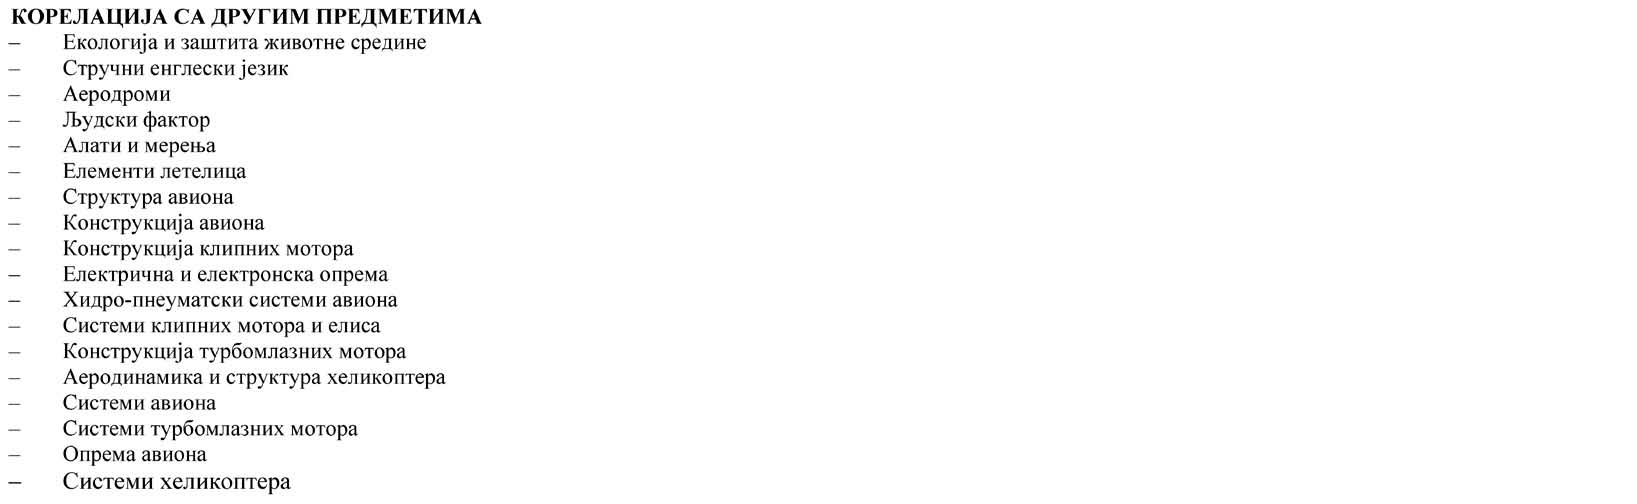 КОРЕЛАЦИЈА СА ДРУГИМ ПРЕДМЕТИМА
– Екологија и заштита животне средине
– Стручни енглески језик
– Аеродроми
– Људски фактор
– Алати и мерења
– Елементи летелица
– Структура авиона
– Конструкција авиона
– Конструкција клипних мотора
– Електрична и електронска опрема
– Хидро-пнеуматски системи авиона
– Системи клипних мотора и елиса
– Конструкција турбомлазних мотора
– Аеродинамика и структура хеликоптера
– Системи авиона
– Системи турбомлазних мотора
– Опрема авиона
– Системи хеликоптера